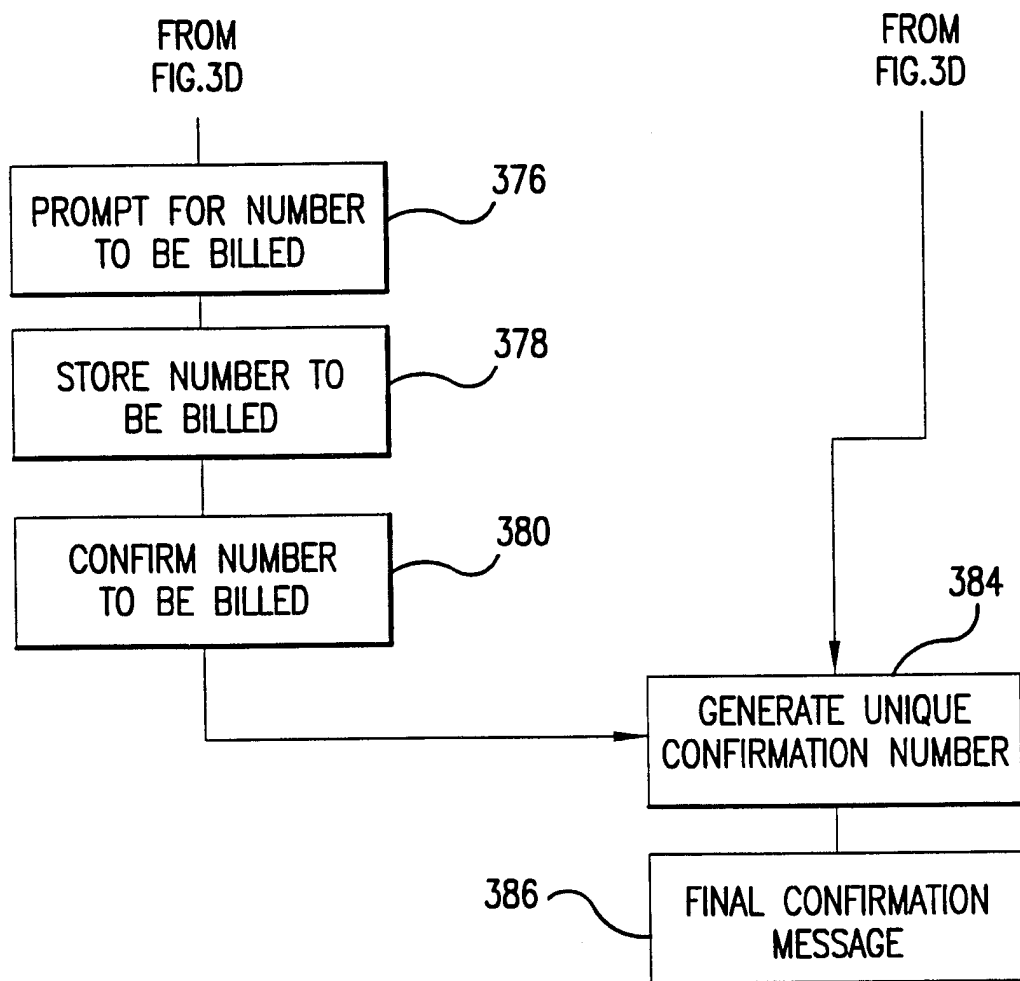 FROM
FIG.3D
FROM
FIG.3D
PROMPT FOR NUMBER
TO BE BILLED
376
STORE NUMBER TO
BE BILLED
378
CONFIRM NUMBER
TO BE BILLED
380
384
GENERATE UNIQUE
CONFIRMATION NUMBER
386
FINAL CONFIRMATION
MESSAGE